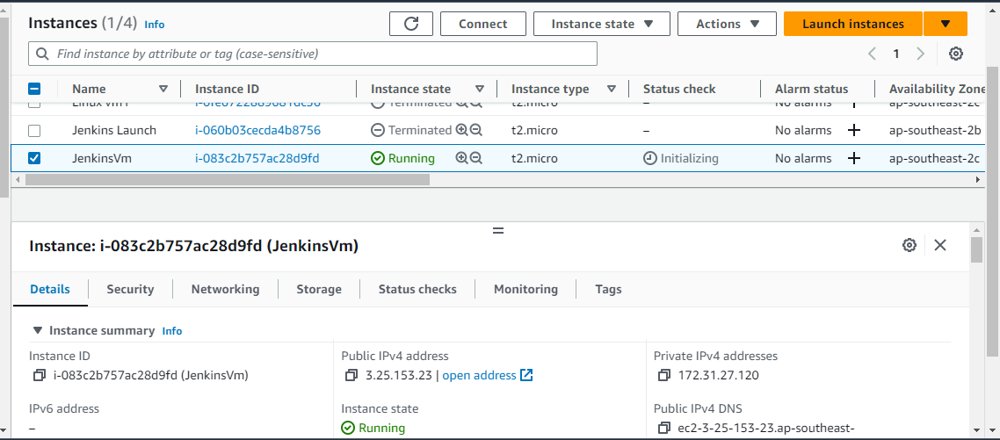 Instances (1/4) Info
Connect
Instance state
Actions
Launch instances
Find instance by attribute or tag (case-sensitive)
1
Name Instance ID Instance state Instance type Status check Alarm status Availability Zone
Terminated t2.micro – No alarms + ap-southeast-2c
Jenkins Launch i-060b03cecda4b8756 Terminated t2.micro – No alarms + ap-southeast-2b
JenkinsVm i-083c2b757ac28d9fd Running t2.micro Initializing No alarms + ap-southeast-2c
Instance: i-083c2b757ac28d9fd (JenkinsVm)
Details Security Networking Storage Status checks Monitoring Tags
Instance summary Info
Instance ID
i-083c2b757ac28d9fd (JenkinsVm)
Public IPv4 address
3.25.153.23 | open address
Private IPv4 addresses
172.31.27.120
IPv6 address
–
Instance state
Running
Public IPv4 DNS
ec2-3-25-153-23.ap-southeast-